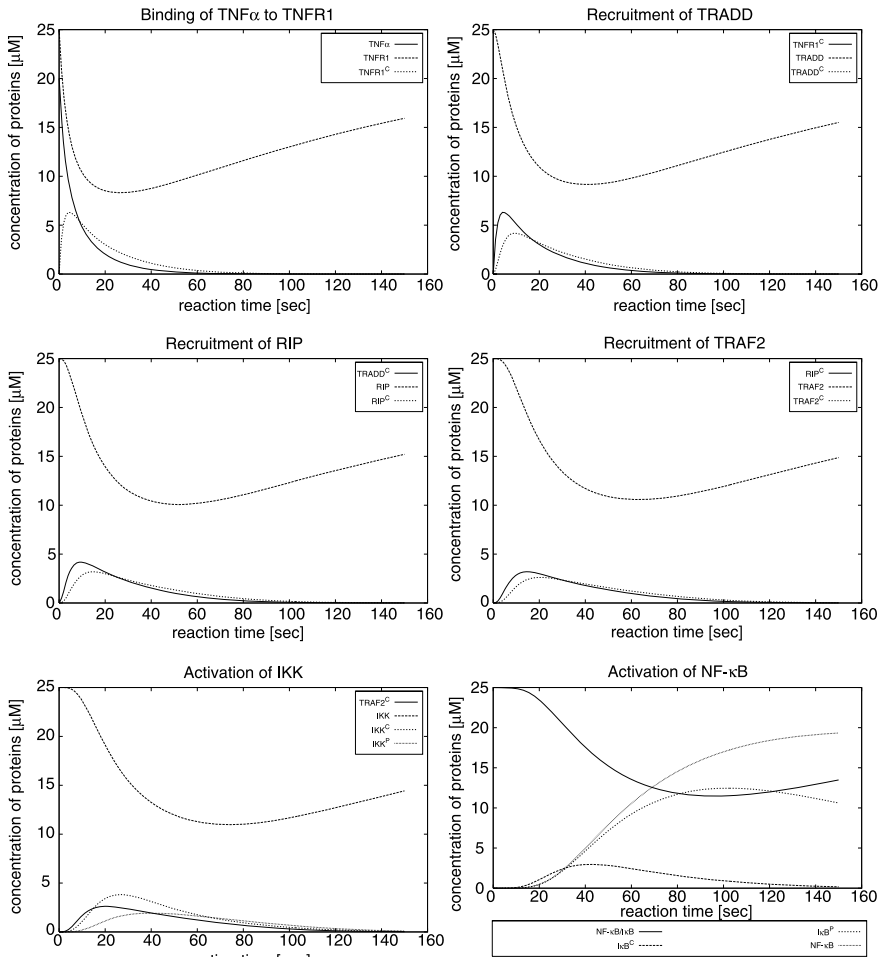 Binding of TNFα to TNFR1
concentration of proteins [μM]
25
20
15
10
5
0
TNFα
TNFR1
TNFR1^C
0 20 40 60 80 100 120 140 160
reaction time [sec]
Recruitment of TRADD
concentration of proteins [μM]
25
20
15
10
5
0
TNFR1^C
TRADD
TRADD^C
0 20 40 60 80 100 120 140 160
reaction time [sec]
Recruitment of RIP
concentration of proteins [μM]
25
20
15
10
5
0
TRADD^C
RIP
RIP^C
0 20 40 60 80 100 120 140 160
reaction time [sec]
Recruitment of TRAF2
concentration of proteins [μM]
25
20
15
10
5
0
RIP^C
TRAF2
TRAF2^C
0 20 40 60 80 100 120 140 160
reaction time [sec]
Activation of IKK
concentration of proteins [μM]
25
20
15
10
5
0
TRAF2^C
IKK
IKK^C
IKK^P
0 20 40 60 80 100 120 140 160
Activation of NF-κB
concentration of proteins [μM]
25
20
15
10
5
0
0 20 40 60 80 100 120 140 160
reaction time [sec]
NF-κB/IκB
IκB^C
IκB^P
NF-κB